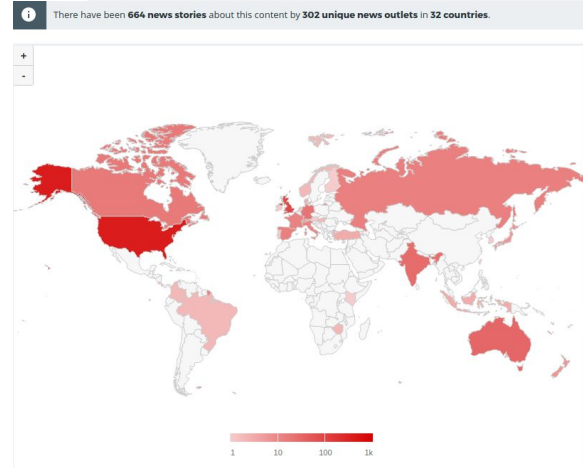 i
There have been 664 news stories about this content by 302 unique news outlets in 32 countries.
+
-
1 10 100 1k